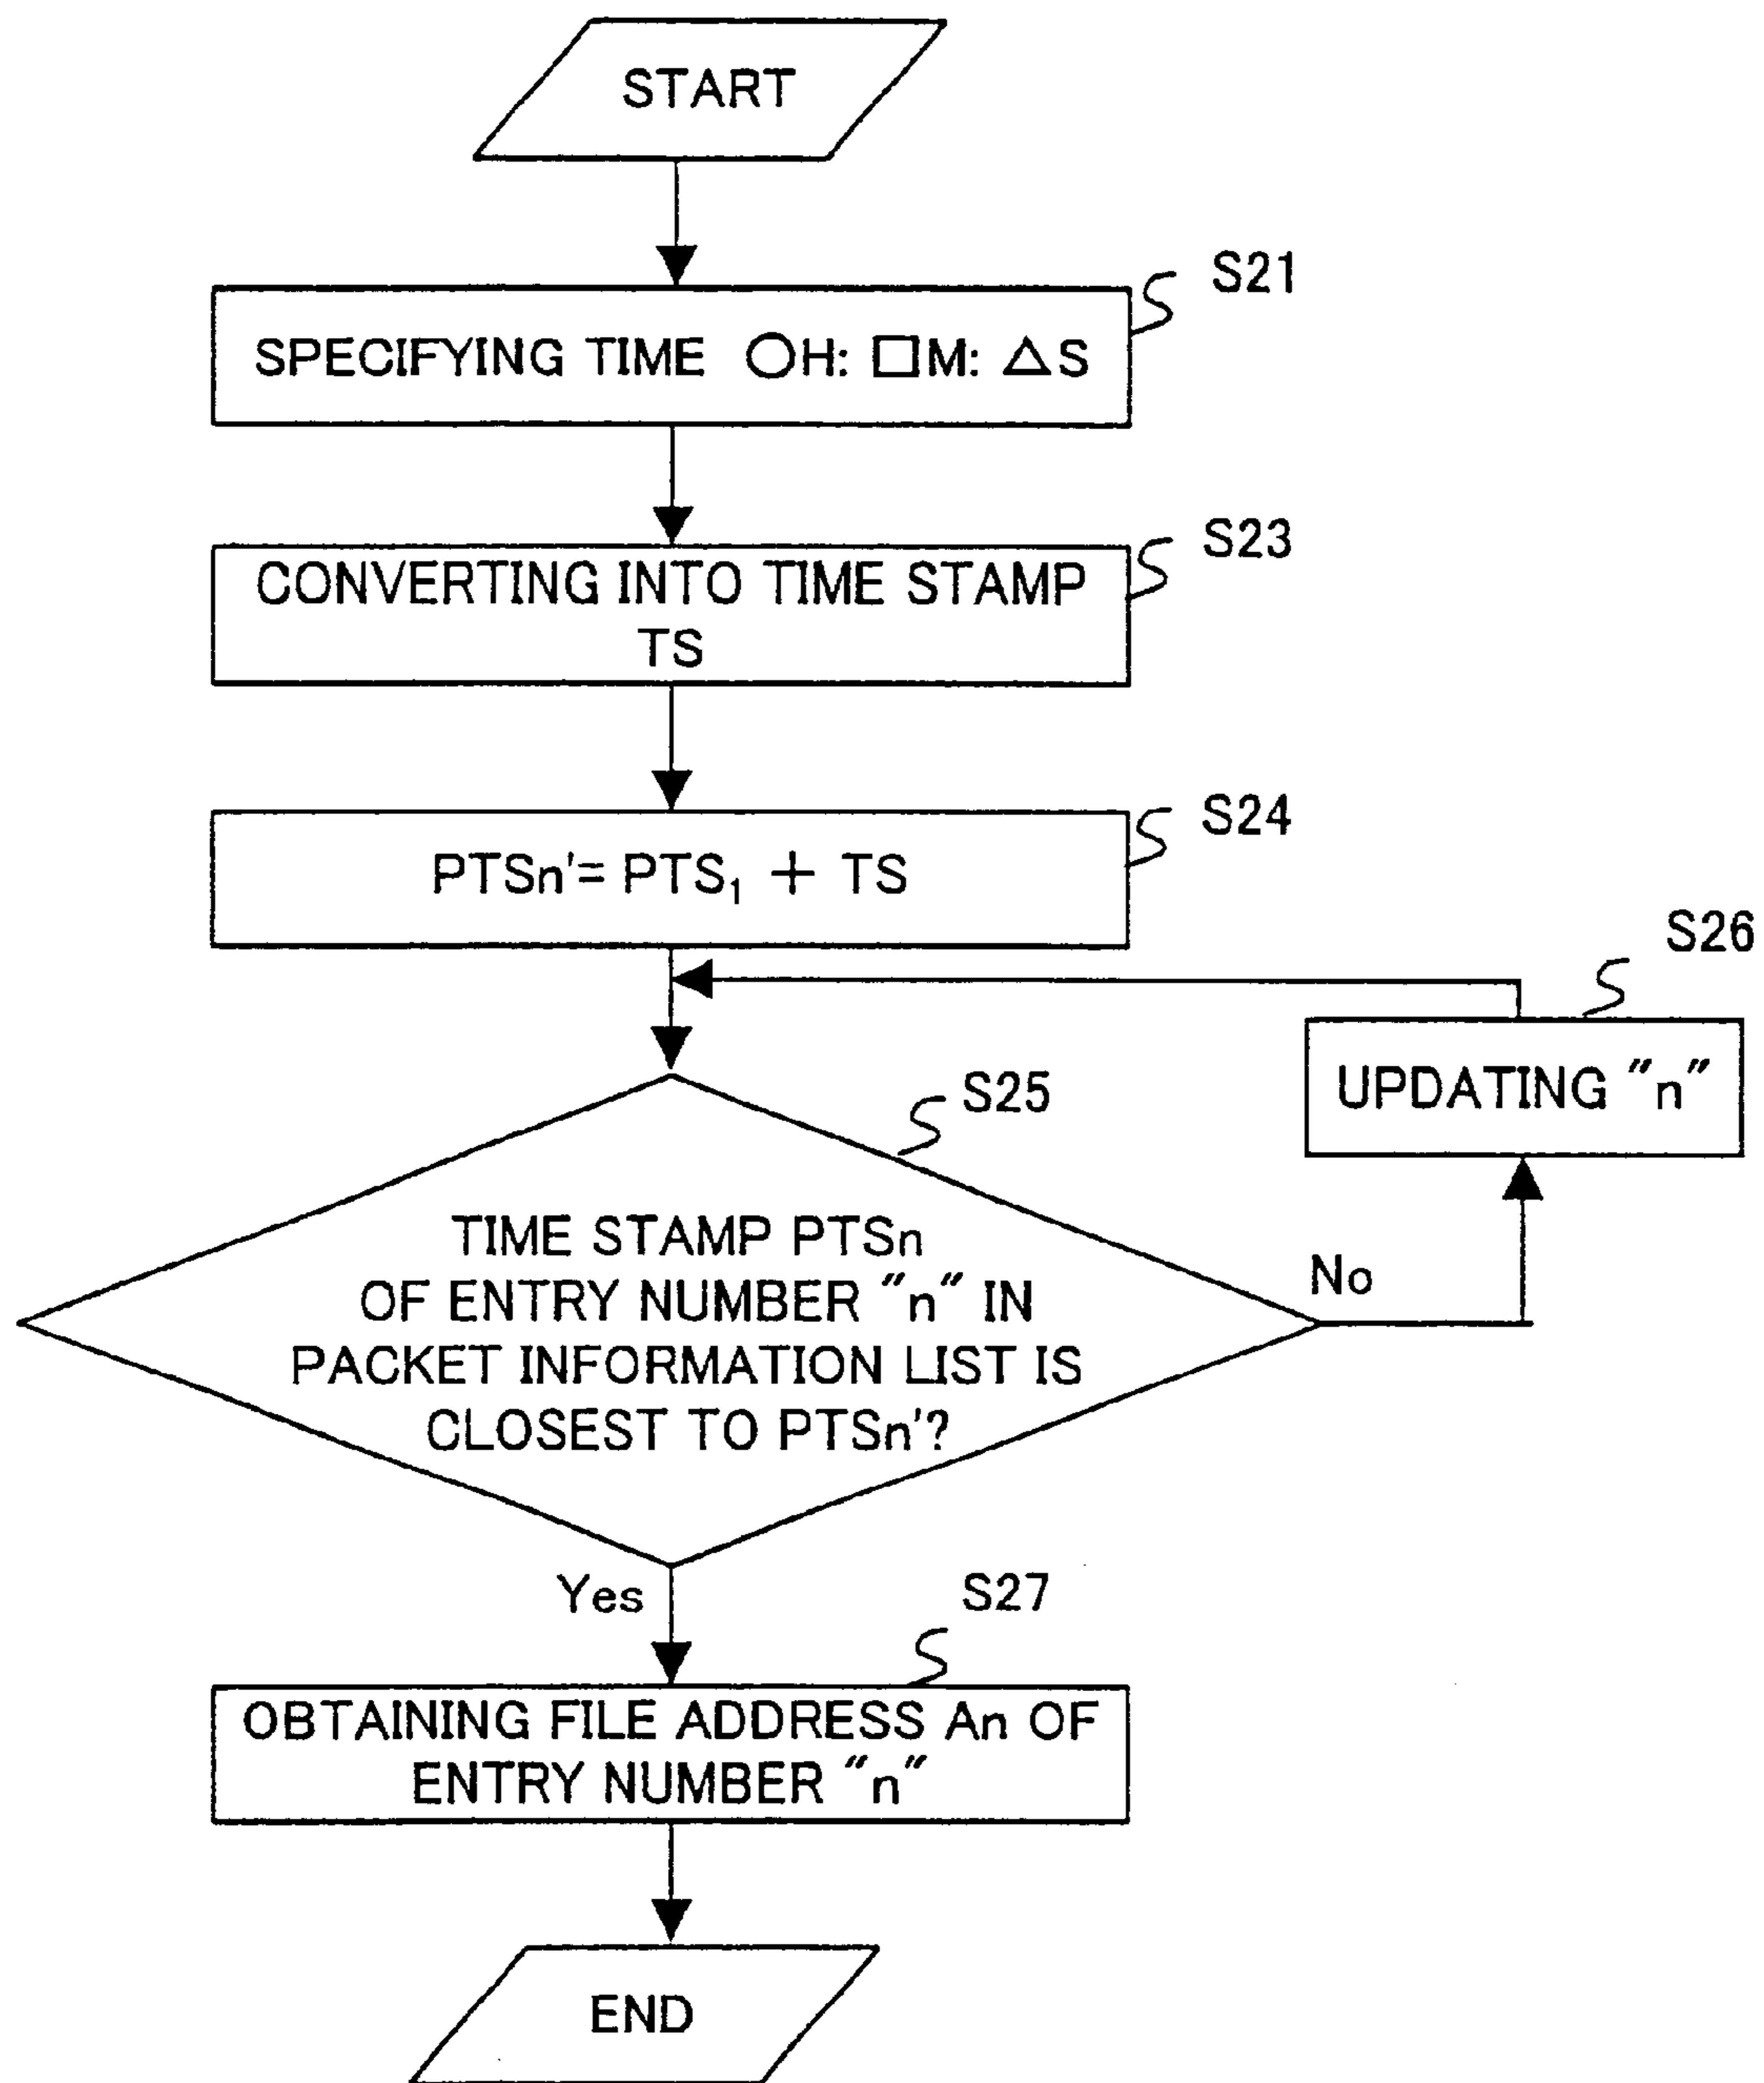 START
S21
SPECIFYING TIME ○H: □M: △S
S23
CONVERTING INTO TIME STAMP
TS
S24
PTSn'= PTS₁ + TS
S26
UPDATING "n"
S25
TIME STAMP PTSn
OF ENTRY NUMBER "n" IN
PACKET INFORMATION LIST IS
CLOSEST TO PTSn'?
No
Yes
S27
OBTAINING FILE ADDRESS An OF
ENTRY NUMBER "n"
END